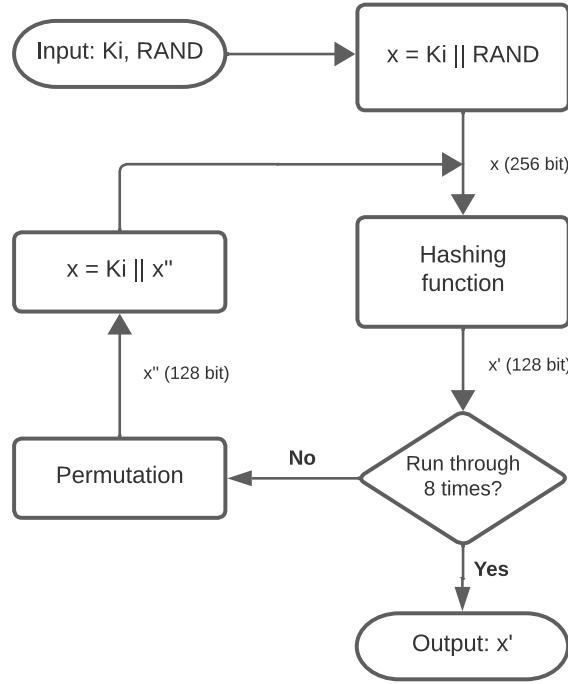 Input: Ki, RAND
x = Ki || RAND
x (256 bit)
x = Ki || x"
Hashing
function
x" (128 bit)
x' (128 bit)
Permutation
No
Run through
8 times?
Yes
Output: x'